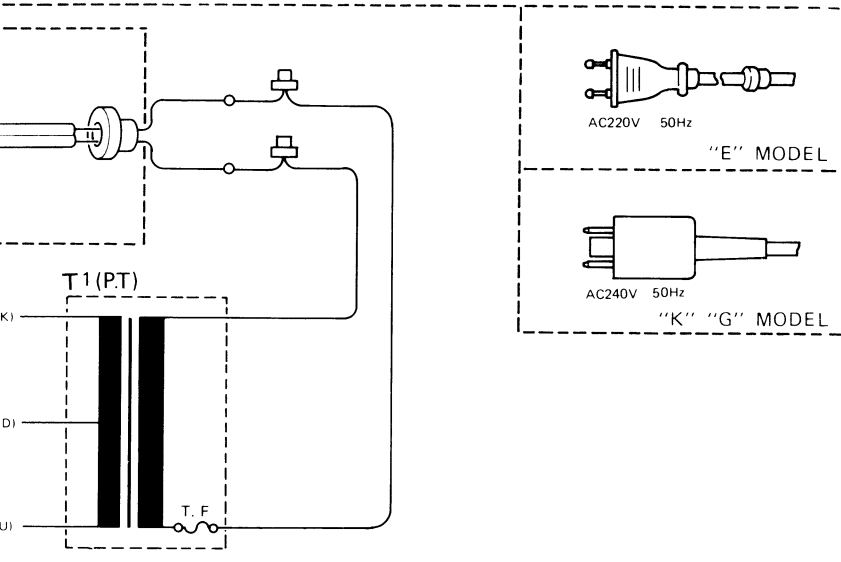 AC220V 50Hz
"E" MODEL
AC240V 50Hz
"K" "G" MODEL
T1(P.T)
K)
D)
T. F
U)